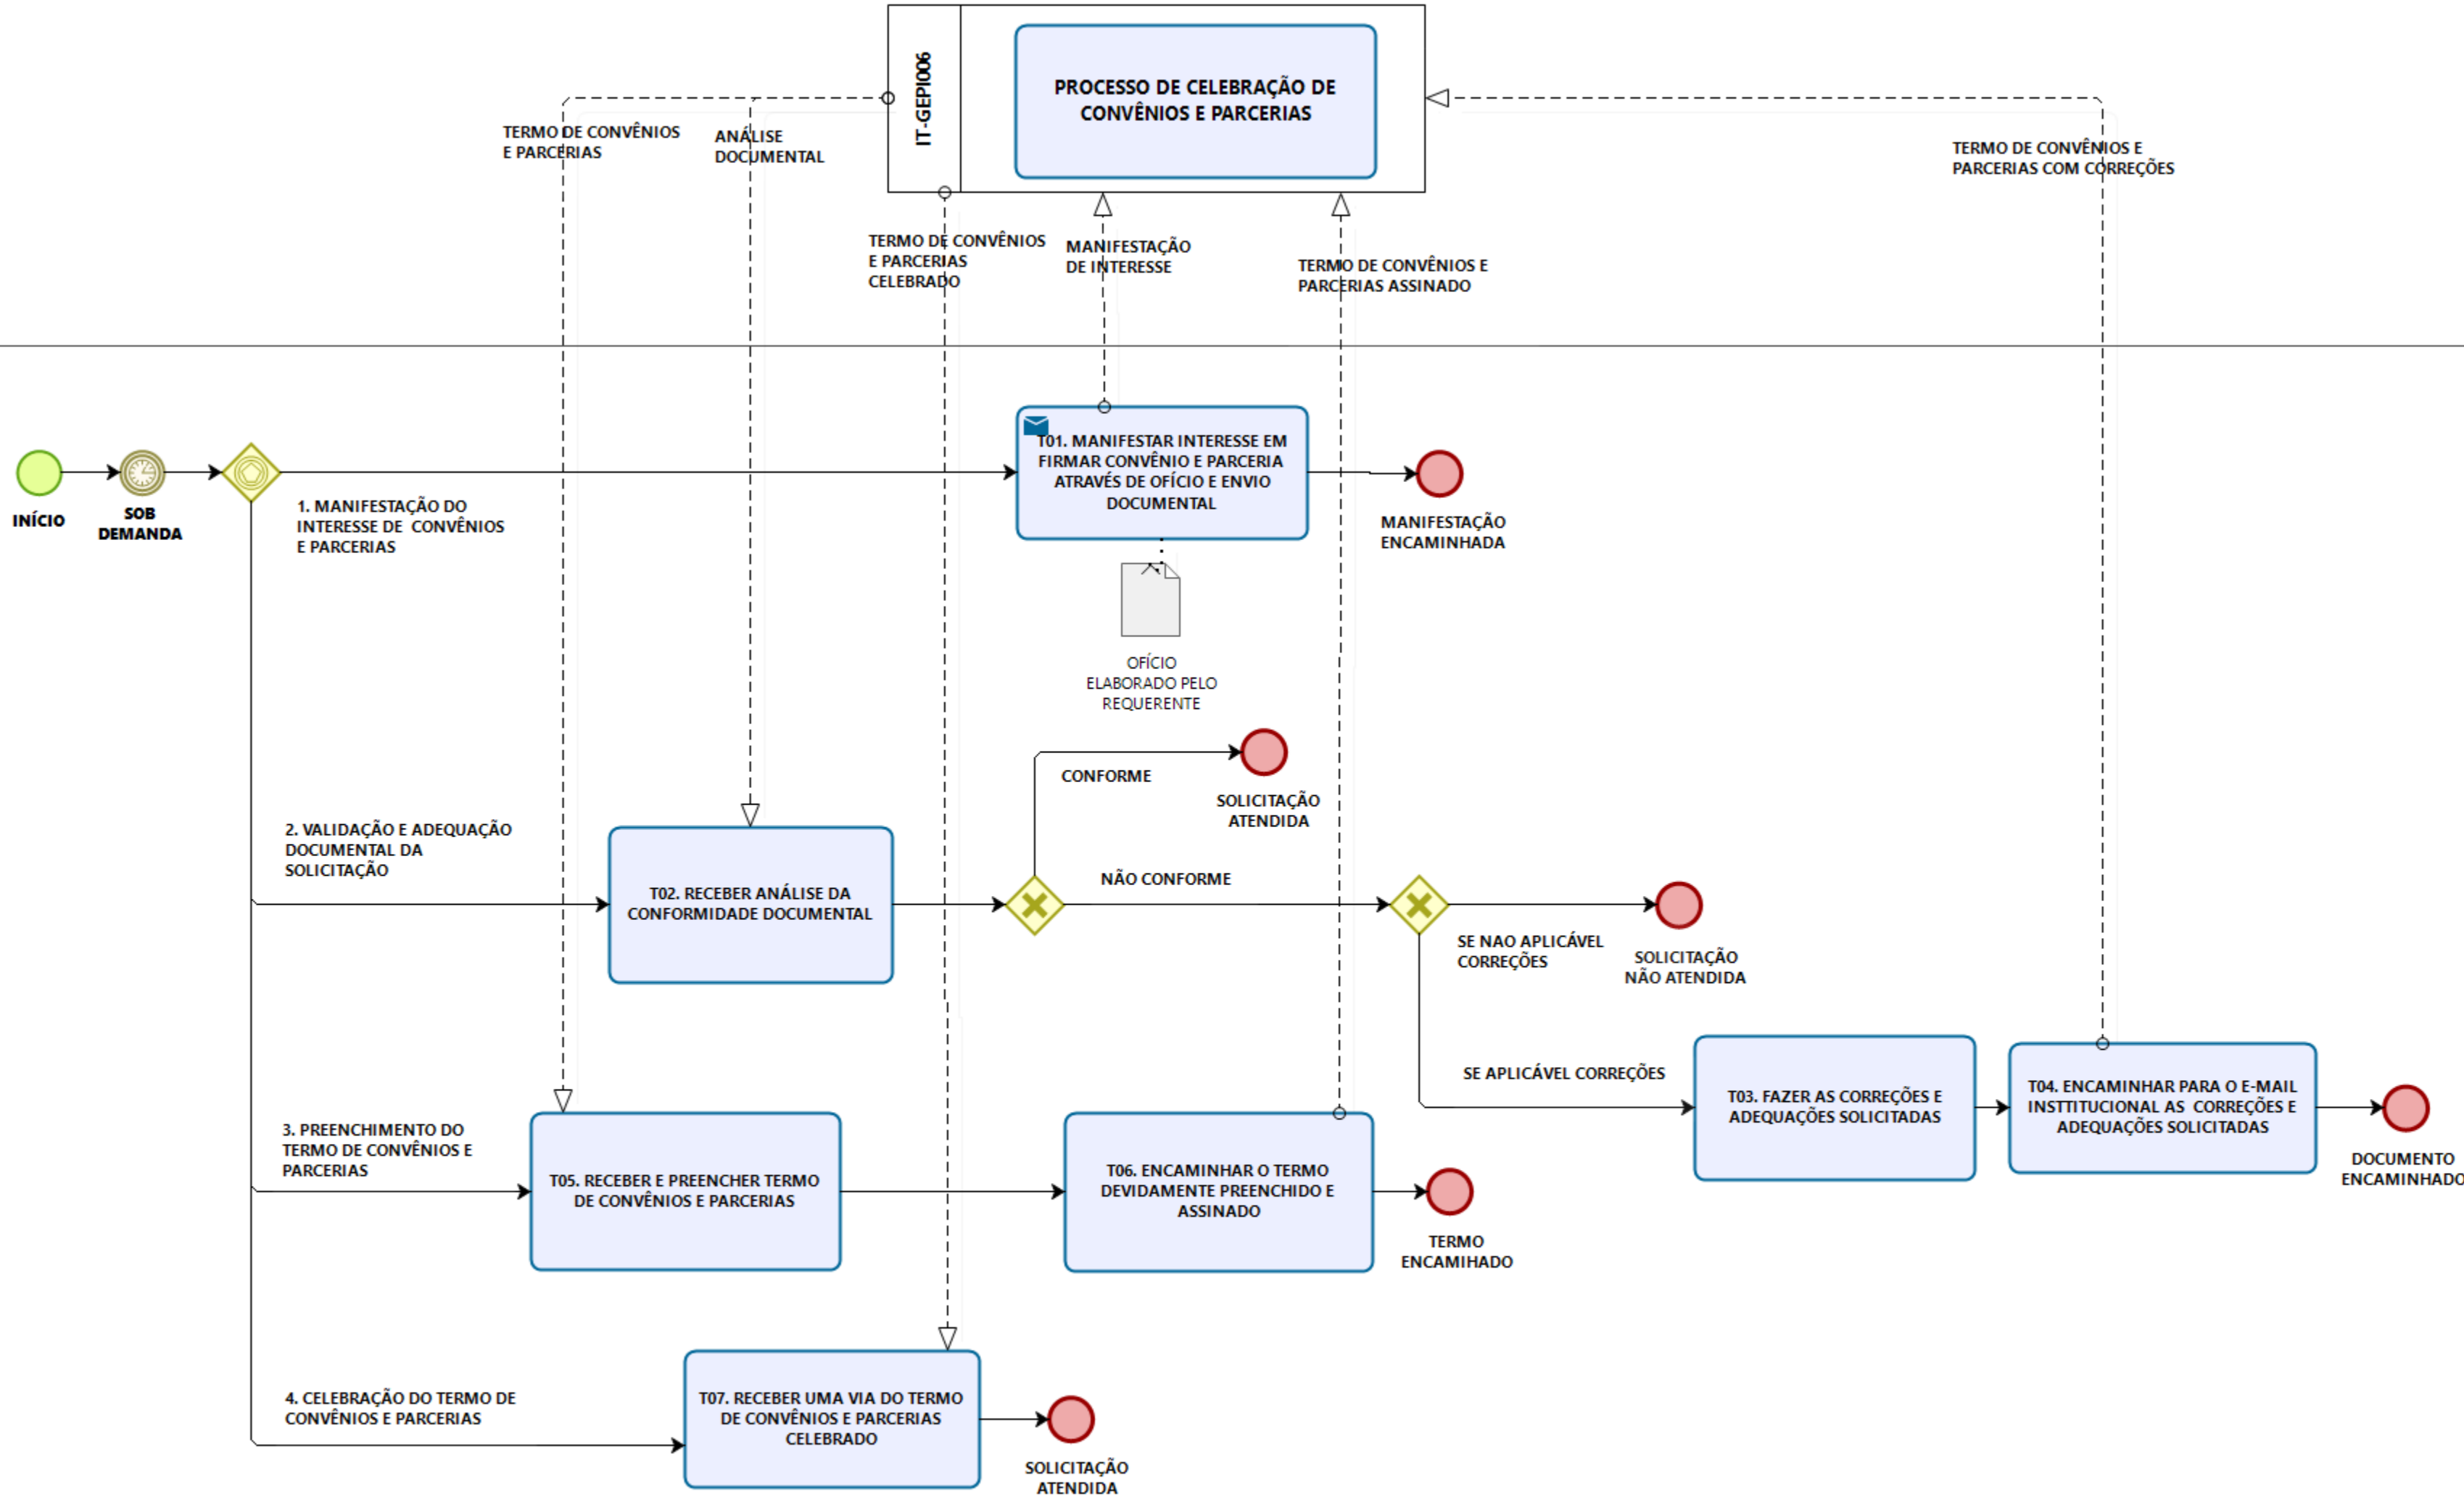 IT-GEPI006
PROCESSO DE CELEBRAÇÃO DE
CONVÊNIOS E PARCERIAS
TERMO DE CONVÊNIOS
E PARCERIAS
ANÁLISE
DOCUMENTAL
TERMO DE CONVÊNIOS E
PARCERIAS COM CORREÇÕES
TERMO DE CONVÊNIOS
E PARCERIAS
CELEBRADO
MANIFESTAÇÃO
DE INTERESSE
TERMO DE CONVÊNIOS E
PARCERIAS ASSINADO
INÍCIO
SOB
DEMANDA
1. MANIFESTAÇÃO DO
INTERESSE DE  CONVÊNIOS
E PARCERIAS
T01. MANIFESTAR INTERESSE EM
FIRMAR CONVÊNIO E PARCERIA
ATRAVÉS DE OFÍCIO E ENVIO
DOCUMENTAL
MANIFESTAÇÃO
ENCAMINHADA
OFÍCIO
ELABORADO PELO
REQUERENTE
CONFORME
SOLICITAÇÃO
ATENDIDA
2. VALIDAÇÃO E ADEQUAÇÃO
DOCUMENTAL DA
SOLICITAÇÃO
T02. RECEBER ANÁLISE DA
CONFORMIDADE DOCUMENTAL
NÃO CONFORME
SE NAO APLICÁVEL
CORREÇÕES
SOLICITAÇÃO
NÃO ATENDIDA
SE APLICÁVEL CORREÇÕES
T03. FAZER AS CORREÇÕES E
ADEQUAÇÕES SOLICITADAS
T04. ENCAMINHAR PARA O E-MAIL
INSTTITUCIONAL AS  CORREÇÕES E
ADEQUAÇÕES SOLICITADAS
DOCUMENTO
ENCAMINHADO
3. PREENCHIMENTO DO
TERMO DE CONVÊNIOS E
PARCERIAS
T05. RECEBER E PREENCHER TERMO
DE CONVÊNIOS E PARCERIAS
T06. ENCAMINHAR O TERMO
DEVIDAMENTE PREENCHIDO E
ASSINADO
TERMO
ENCAMIHADO
4. CELEBRAÇÃO DO TERMO DE
CONVÊNIOS E PARCERIAS
T07. RECEBER UMA VIA DO TERMO
DE CONVÊNIOS E PARCERIAS
CELEBRADO
SOLICITAÇÃO
ATENDIDA